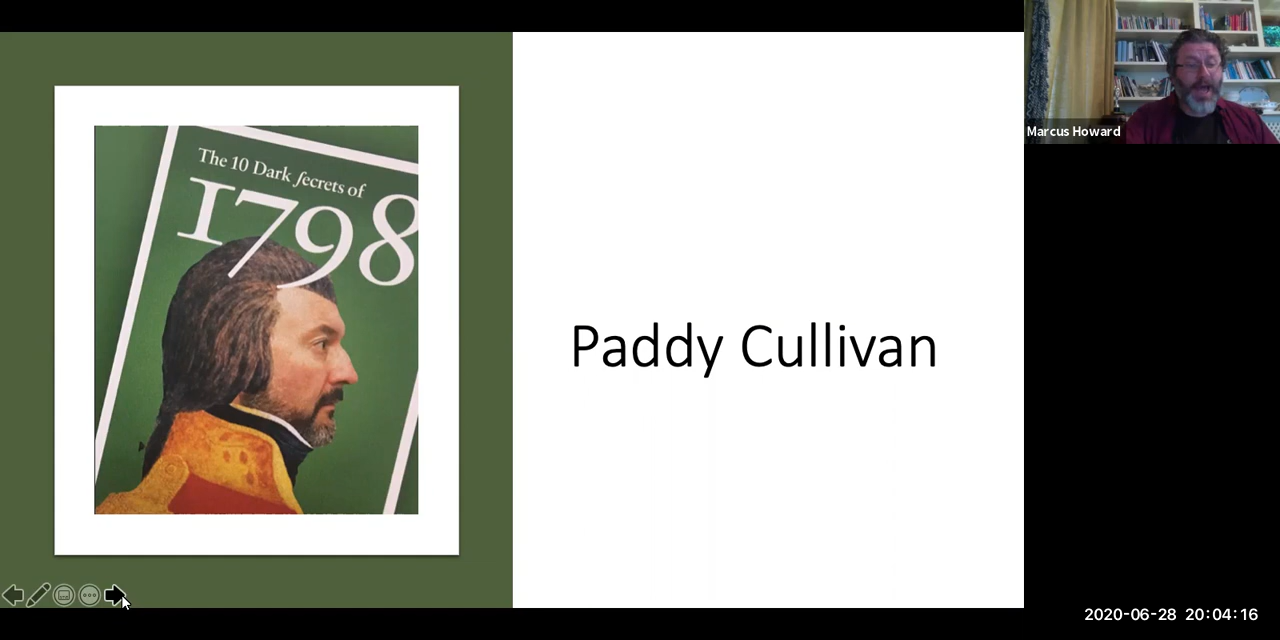 The 10 Dark ſecrets of
1798
Paddy Cullivan
Marcus Howard
2020-06-28 20:04:16